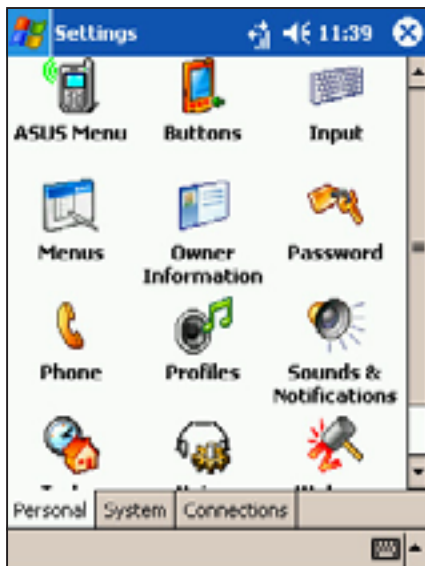 Settings 11:39
ASUS Menu Buttons Input
Menus Owner Information Password
Phone Profiles Sounds & Notifications
Personal System Connections